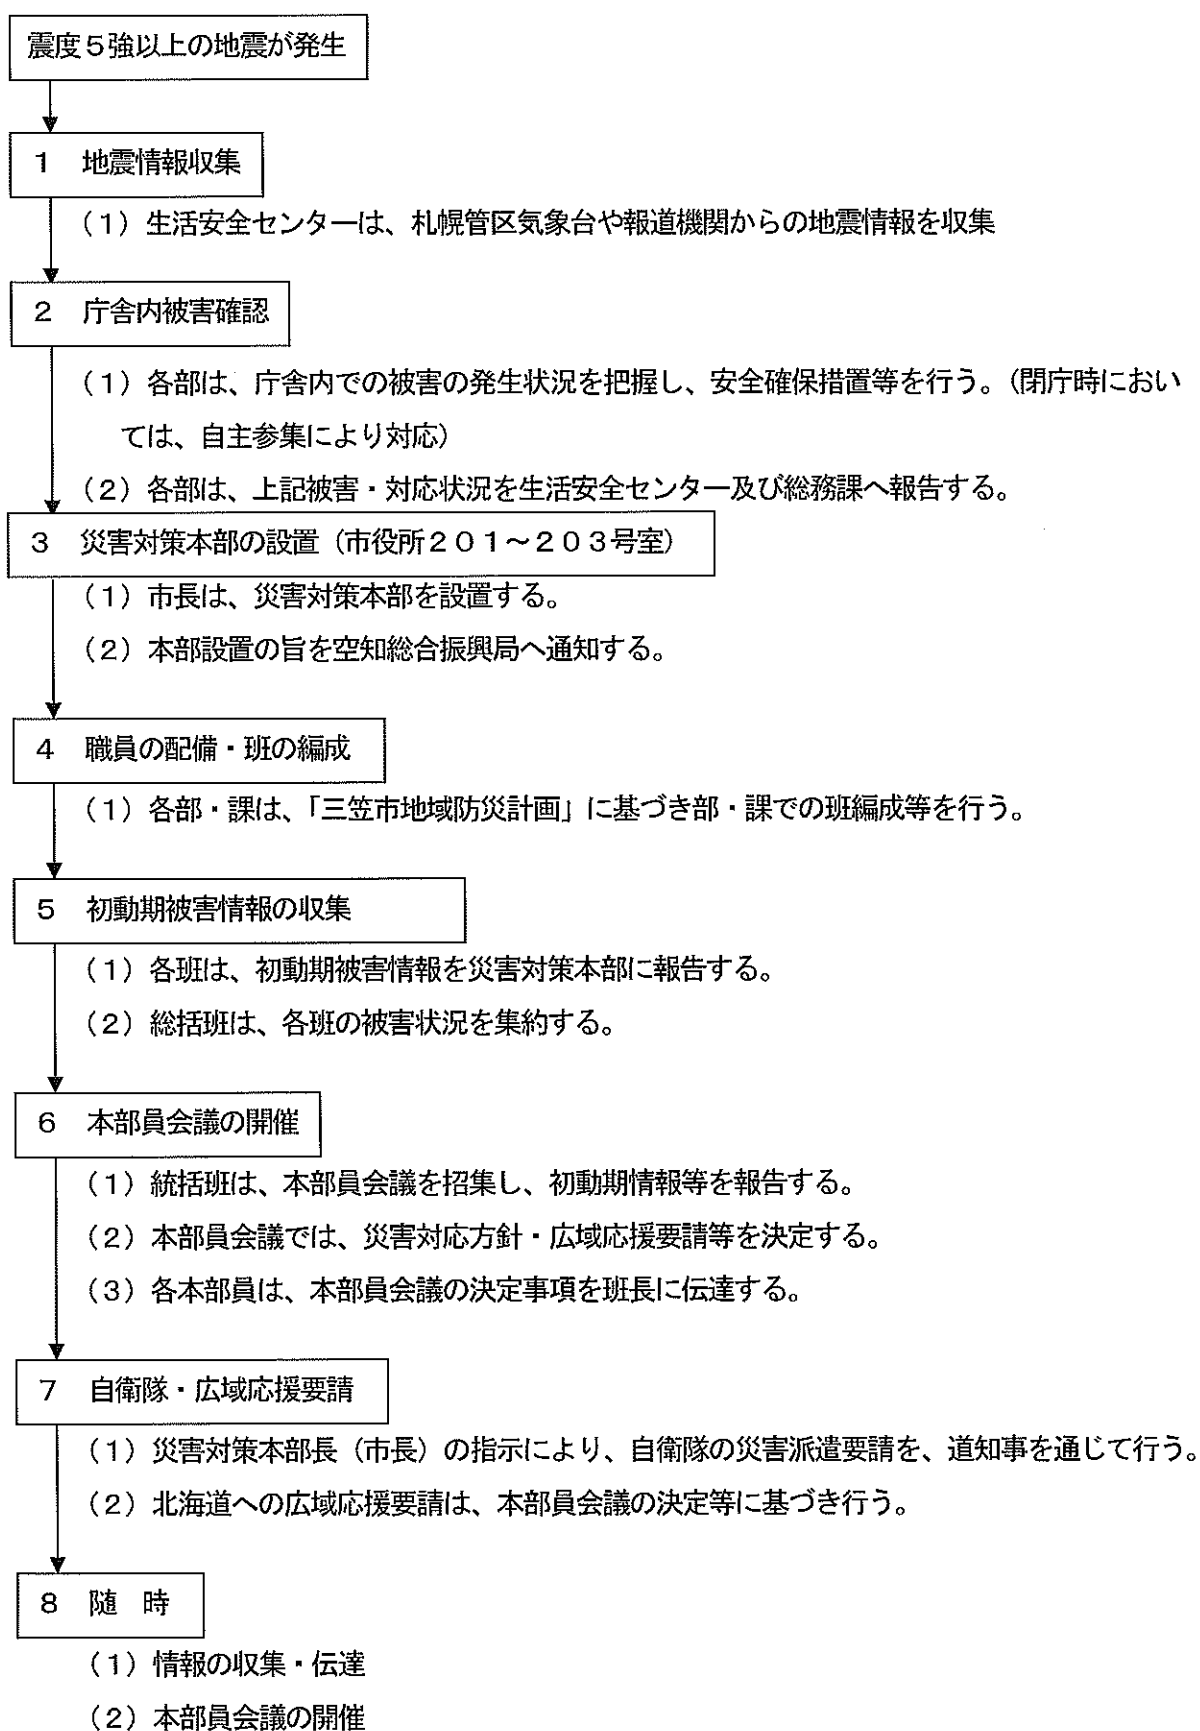 震度５強以上の地震が発生
１　地震情報収集
（１）生活安全センターは、札幌管区気象台や報道機関からの地震情報を収集
２　庁舎内被害確認
（１）各部は、庁舎内での被害の発生状況を把握し、安全確保措置等を行う。（閉庁時におい
ては、自主参集により対応）
（２）各部は、上記被害・対応状況を生活安全センター及び総務課へ報告する。
３　災害対策本部の設置（市役所２０１～２０３号室）
（１）市長は、災害対策本部を設置する。
（２）本部設置の旨を空知総合振興局へ通知する。
４　職員の配備・班の編成
（１）各部・課は、「三笠市地域防災計画」に基づき部・課での班編成等を行う。
５　初動期被害情報の収集
（１）各班は、初動期被害情報を災害対策本部に報告する。
（２）総括班は、各班の被害状況を集約する。
６　本部員会議の開催
（１）統括班は、本部員会議を招集し、初動期情報等を報告する。
（２）本部員会議では、災害対応方針・広域応援要請等を決定する。
（３）各本部員は、本部員会議の決定事項を班長に伝達する。
７　自衛隊・広域応援要請
（１）災害対策本部長（市長）の指示により、自衛隊の災害派遣要請を、道知事を通じて行う。
（２）北海道への広域応援要請は、本部員会議の決定等に基づき行う。
８　随　時
（１）情報の収集・伝達
（２）本部員会議の開催